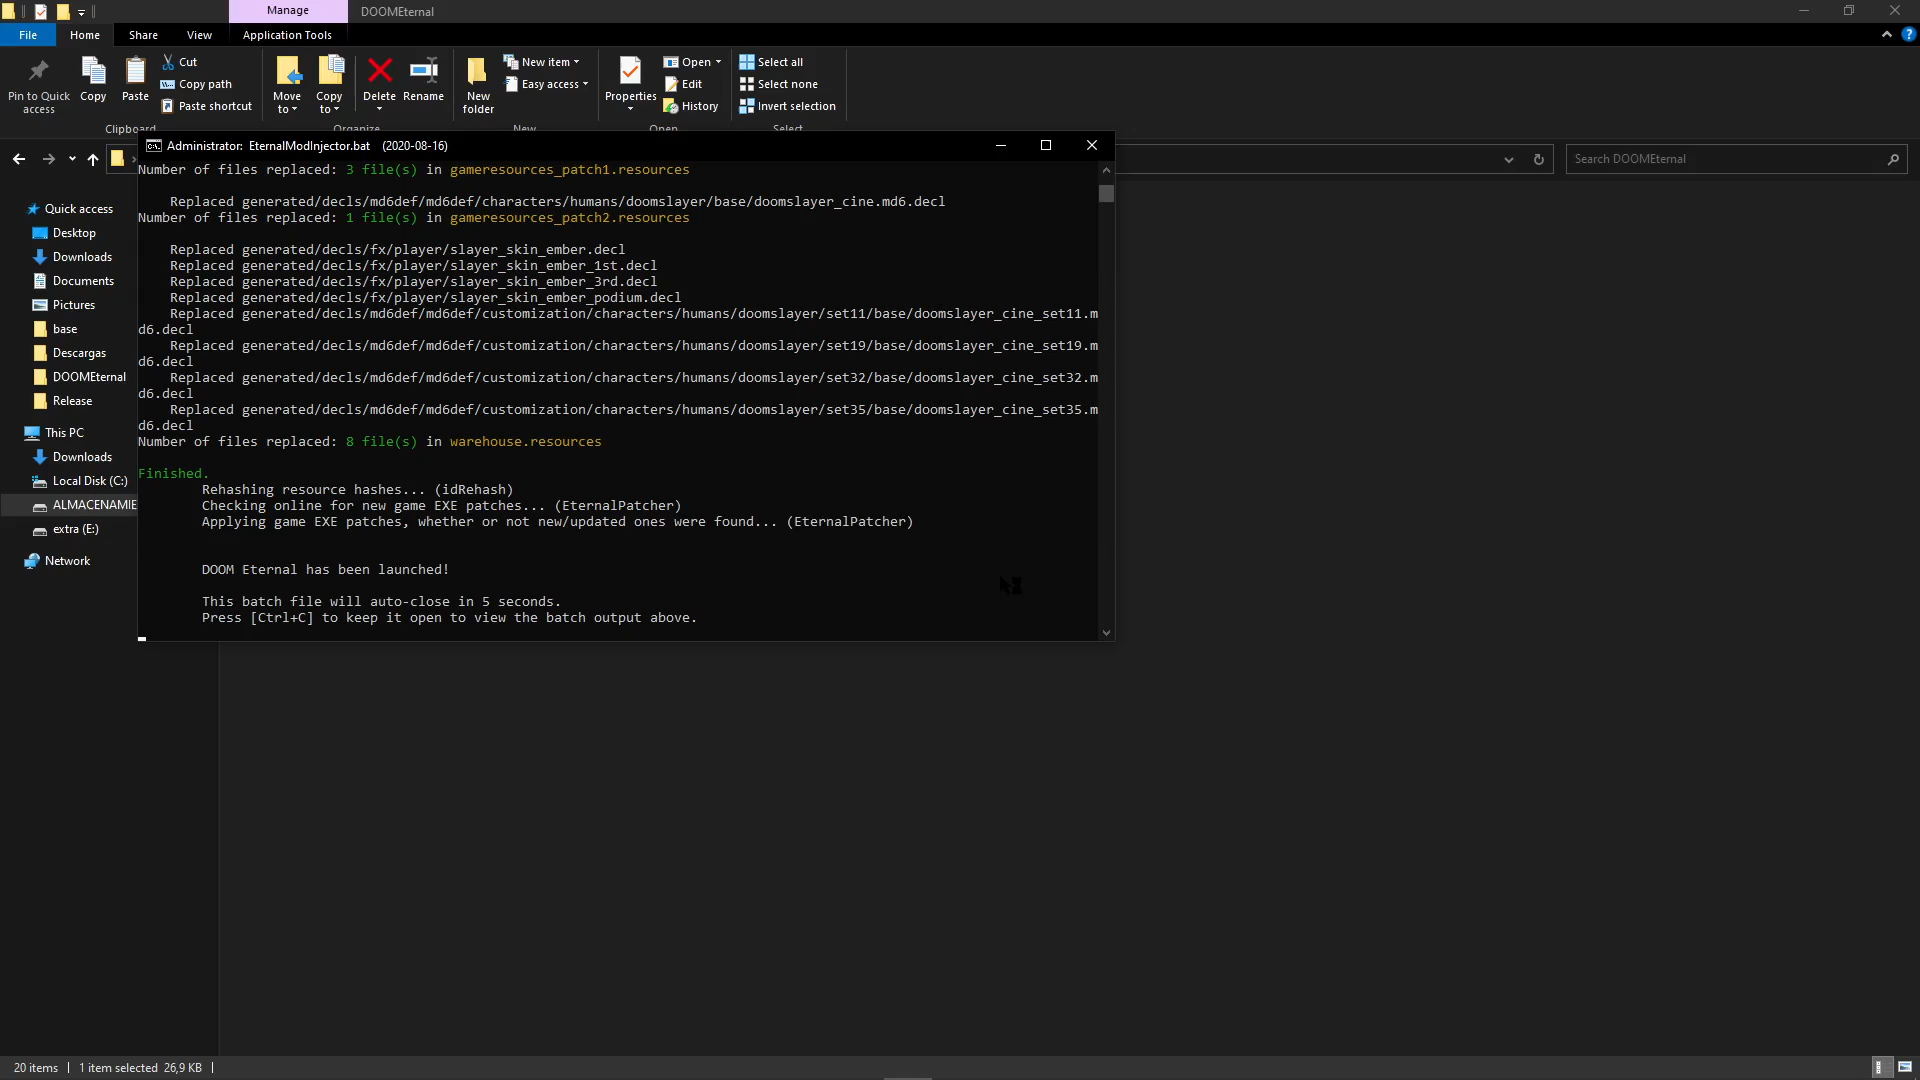 Manage
DOOMEternal
File
Home
Share
View
Application Tools
Pin to Quick access
Copy
Paste
Cut
Copy path
Paste shortcut
Clipboard
Move to
Copy to
Delete
Rename
Organize
New folder
New item
Easy access
New
Properties
Open
Edit
History
Open
Select all
Select none
Invert selection
Select
Search DOOMEternal
Quick access
Desktop
Downloads
Documents
Pictures
base
Descargas
DOOMEternal
Release
This PC
Downloads
Local Disk (C:)
ALMACENAMIE
extra (E:)
Network
Administrator: EternalModInjector.bat (2020-08-16)
Number of files replaced: 3 file(s) in gameresources_patch1.resources
Replaced generated/decls/md6def/md6def/characters/humans/doomslayer/base/doomslayer_cine.md6.decl
Number of files replaced: 1 file(s) in gameresources_patch2.resources
Replaced generated/decls/fx/player/slayer_skin_ember.decl
Replaced generated/decls/fx/player/slayer_skin_ember_1st.decl
Replaced generated/decls/fx/player/slayer_skin_ember_3rd.decl
Replaced generated/decls/fx/player/slayer_skin_ember_podium.decl
Replaced generated/decls/md6def/md6def/customization/characters/humans/doomslayer/set11/base/doomslayer_cine_set11.m
d6.decl
Replaced generated/decls/md6def/md6def/customization/characters/humans/doomslayer/set19/base/doomslayer_cine_set19.m
d6.decl
Replaced generated/decls/md6def/md6def/customization/characters/humans/doomslayer/set32/base/doomslayer_cine_set32.m
d6.decl
Replaced generated/decls/md6def/md6def/customization/characters/humans/doomslayer/set35/base/doomslayer_cine_set35.m
d6.decl
Number of files replaced: 8 file(s) in warehouse.resources
Finished.
Rehashing resource hashes... (idRehash)
Checking online for new game EXE patches... (EternalPatcher)
Applying game EXE patches, whether or not new/updated ones were found... (EternalPatcher)
DOOM Eternal has been launched!
This batch file will auto-close in 5 seconds.
Press [Ctrl+C] to keep it open to view the batch output above.
20 items
1 item selected 26,9 KB